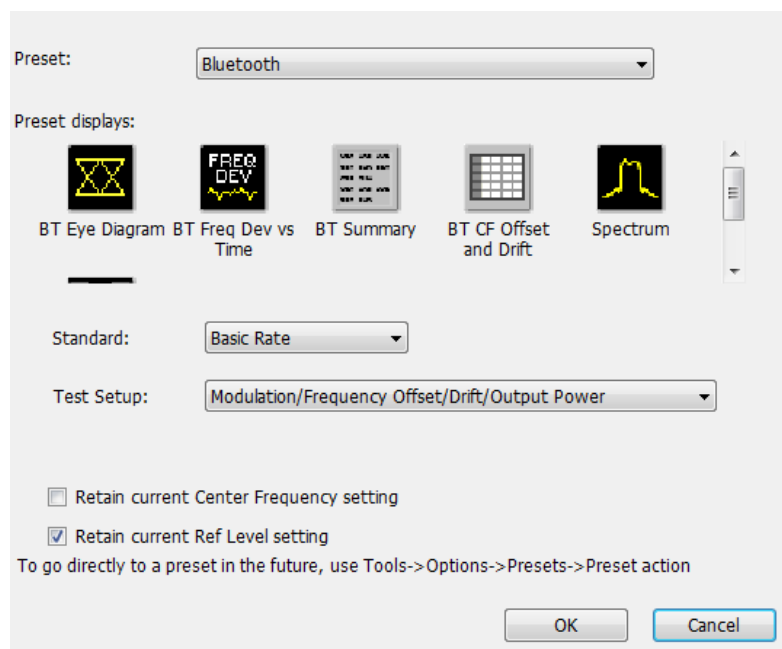 Preset:
Bluetooth
Preset displays:
FREQ
DEV
BT Eye Diagram
BT Freq Dev vs
Time
BT Summary
BT CF Offset
and Drift
Spectrum
Standard:
Basic Rate
Test Setup:
Modulation/Frequency Offset/Drift/Output Power
Retain current Center Frequency setting
Retain current Ref Level setting
To go directly to a preset in the future, use Tools->Options->Presets->Preset action
OK
Cancel